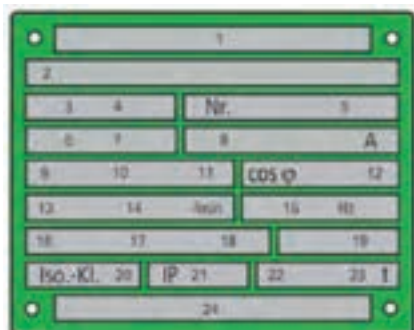 1
2
3 4 Nr. 5
6 7 8 A
9 10 11 cos φ 12
13 14 /min 15 Hz
16 17 18 19
Iso.-Kl. 20 IP 21 22 23 t
24